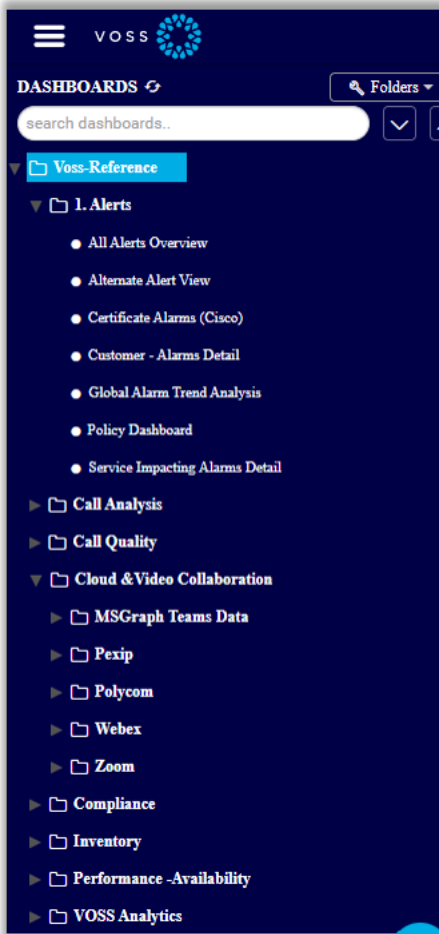 VOSS
DASHBOARDS
Folders
search dashboards..
Voss-Reference
1. Alerts
All Alerts Overview
Alternate Alert View
Certificate Alarms (Cisco)
Customer - Alarms Detail
Global Alarm Trend Analysis
Policy Dashboard
Service Impacting Alarms Detail
Call Analysis
Call Quality
Cloud &Video Collaboration
MSGraph Teams Data
Pexip
Polycom
Webex
Zoom
Compliance
Inventory
Performance -Availability
VOSS Analytics